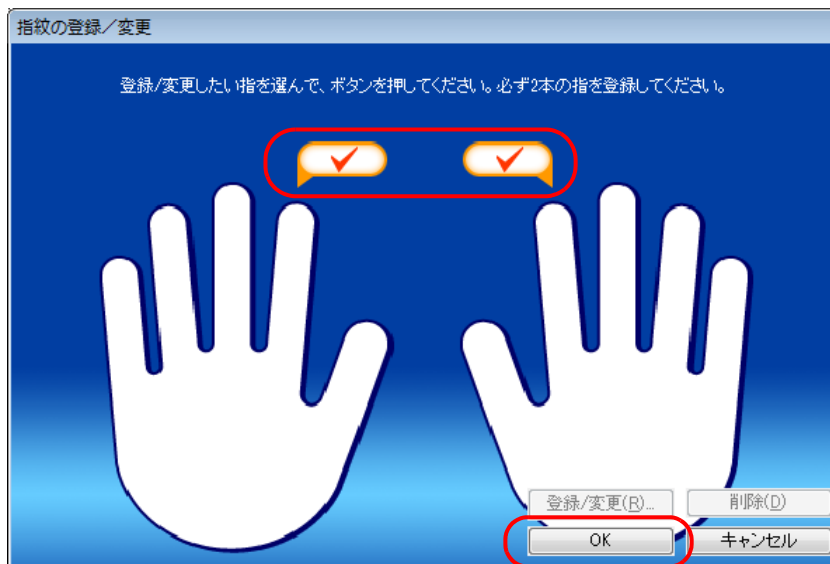 指紋の登録／変更
登録/変更したい指を選んで、ボタンを押してください。必ず2本の指を登録してください。
登録/変更(R)...
削除(D)
OK
キャンセル